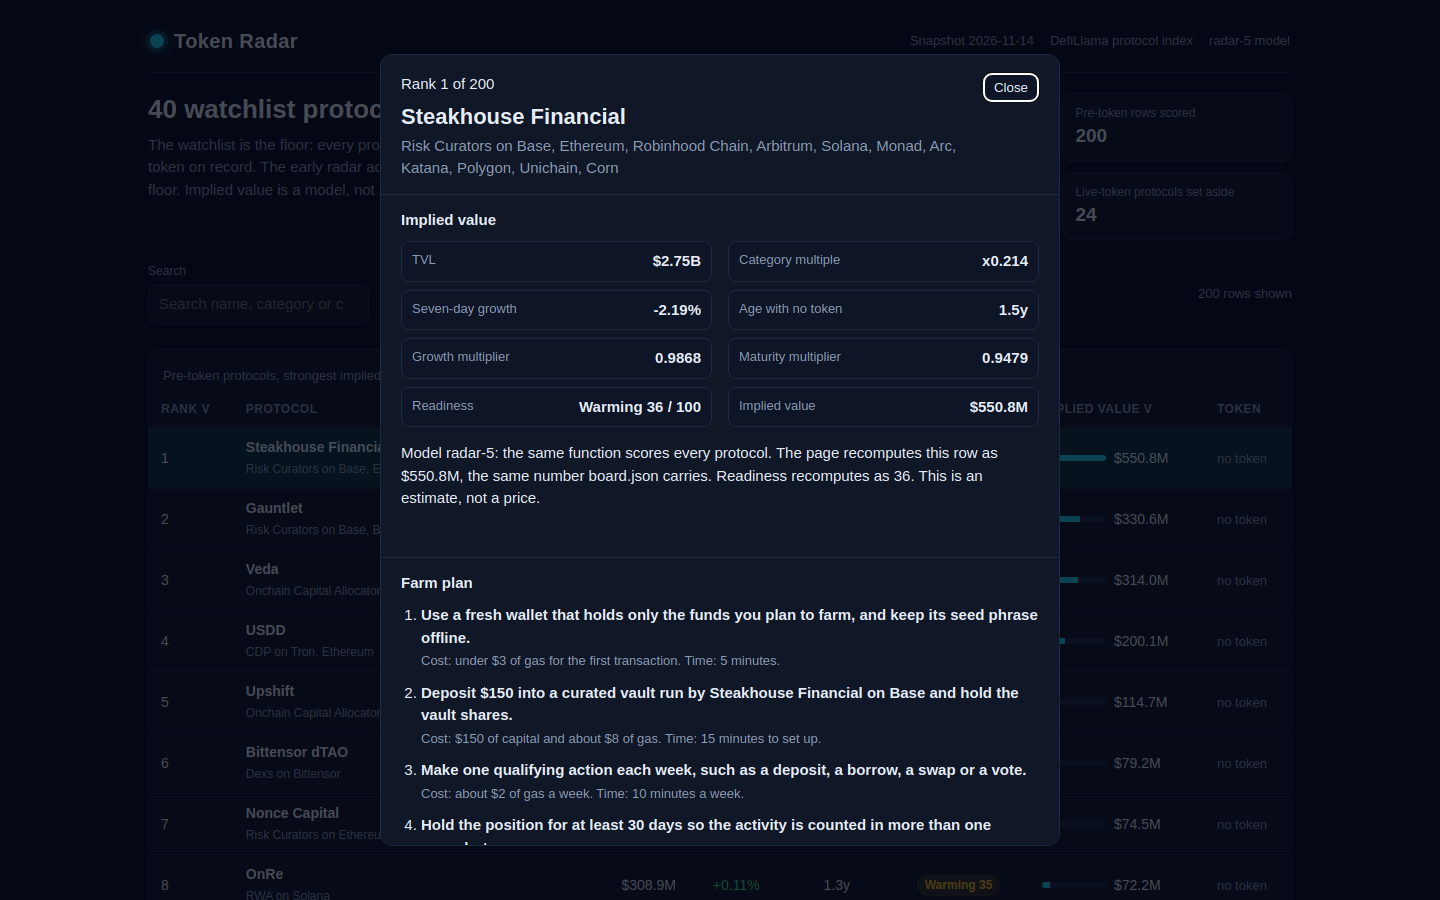 Token Radar
Snapshot 2026-11-14 DefiLlama protocol index radar-5 model
40 watchlist protoc
The watchlist is the floor: every pro
token on record. The early radar ad
floor. Implied value is a model, not
Pre-token rows scored
200
Live-token protocols set aside
24
Search
Search name, category or c
200 rows shown
Pre-token protocols, strongest implied
RANK V PROTOCOL PLIED VALUE V TOKEN
1 Steakhouse Financia $550.8M no token
Risk Curators on Base, E
2 Gauntlet $330.6M no token
Risk Curators on Base, B
3 Veda $314.0M no token
Onchain Capital Allocator
4 USDD $200.1M no token
CDP on Tron, Ethereum
5 Upshift $114.7M no token
Onchain Capital Allocator
6 Bittensor dTAO $79.2M no token
Dexs on Bittensor
7 Nonce Capital $74.5M no token
Risk Curators on Ethereu
8 OnRe $308.9M +0.11% 1.3y Warming 35 $72.2M no token
RWA on Solana
Rank 1 of 200
Close
Steakhouse Financial
Risk Curators on Base, Ethereum, Robinhood Chain, Arbitrum, Solana, Monad, Arc,
Katana, Polygon, Unichain, Corn
Implied value
TVL $2.75B
Category multiple x0.214
Seven-day growth -2.19%
Age with no token 1.5y
Growth multiplier 0.9868
Maturity multiplier 0.9479
Readiness Warming 36 / 100
Implied value $550.8M
Model radar-5: the same function scores every protocol. The page recomputes this row as
$550.8M, the same number board.json carries. Readiness recomputes as 36. This is an
estimate, not a price.
Farm plan
1. Use a fresh wallet that holds only the funds you plan to farm, and keep its seed phrase
offline.
Cost: under $3 of gas for the first transaction. Time: 5 minutes.
2. Deposit $150 into a curated vault run by Steakhouse Financial on Base and hold the
vault shares.
Cost: $150 of capital and about $8 of gas. Time: 15 minutes to set up.
3. Make one qualifying action each week, such as a deposit, a borrow, a swap or a vote.
Cost: about $2 of gas a week. Time: 10 minutes a week.
4. Hold the position for at least 30 days so the activity is counted in more than one